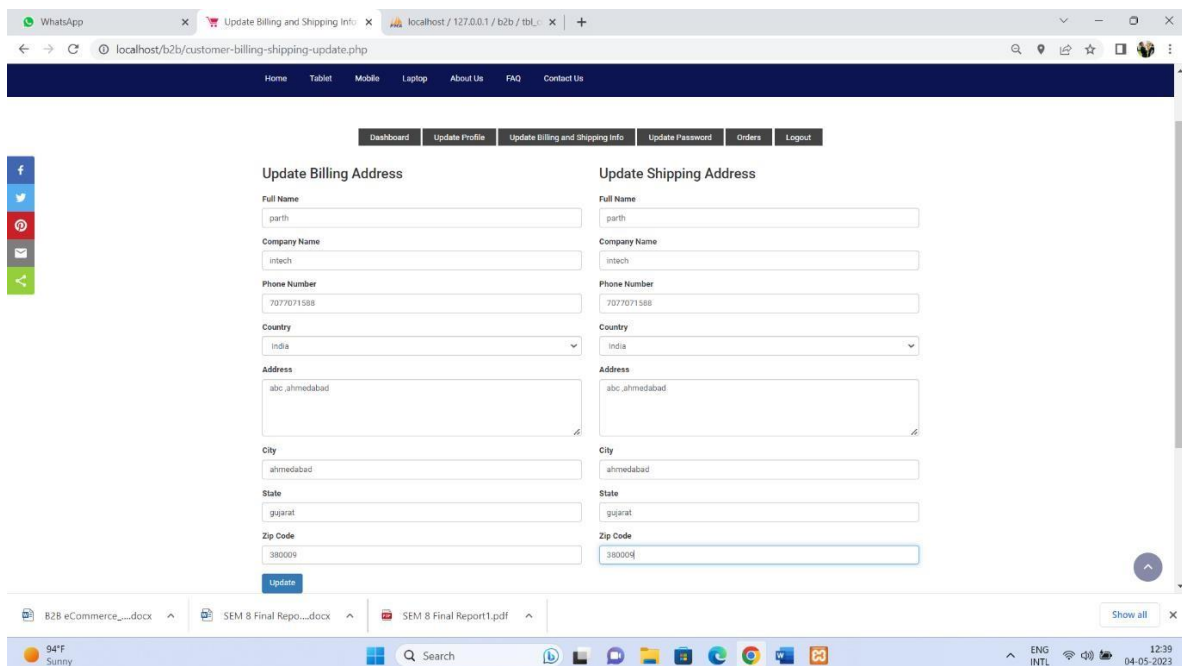 WhatsApp
Update Billing and Shipping Info
localhost / 127.0.0.1 / b2b / tbl_c
localhost/b2b/customer-billing-shipping-update.php
Home Tablet Mobile Laptop About Us FAQ Contact Us
Dashboard Update Profile Update Billing and Shipping Info Update Password Orders Logout
Update Billing Address
Full Name
parth
Company Name
intech
Phone Number
7077071588
Country
India
Address
abc ,ahmedabad
City
ahmedabad
State
gujarat
Zip Code
380009
Update
Update Shipping Address
Full Name
parth
Company Name
intech
Phone Number
7077071588
Country
India
Address
abc ,ahmedabad
City
ahmedabad
State
gujarat
Zip Code
380009
B2B eCommerce_....docx SEM 8 Final Repo....docx SEM 8 Final Report1.pdf Show all
94°F
Sunny
Search
ENG
INTL
12:39
04-05-2023